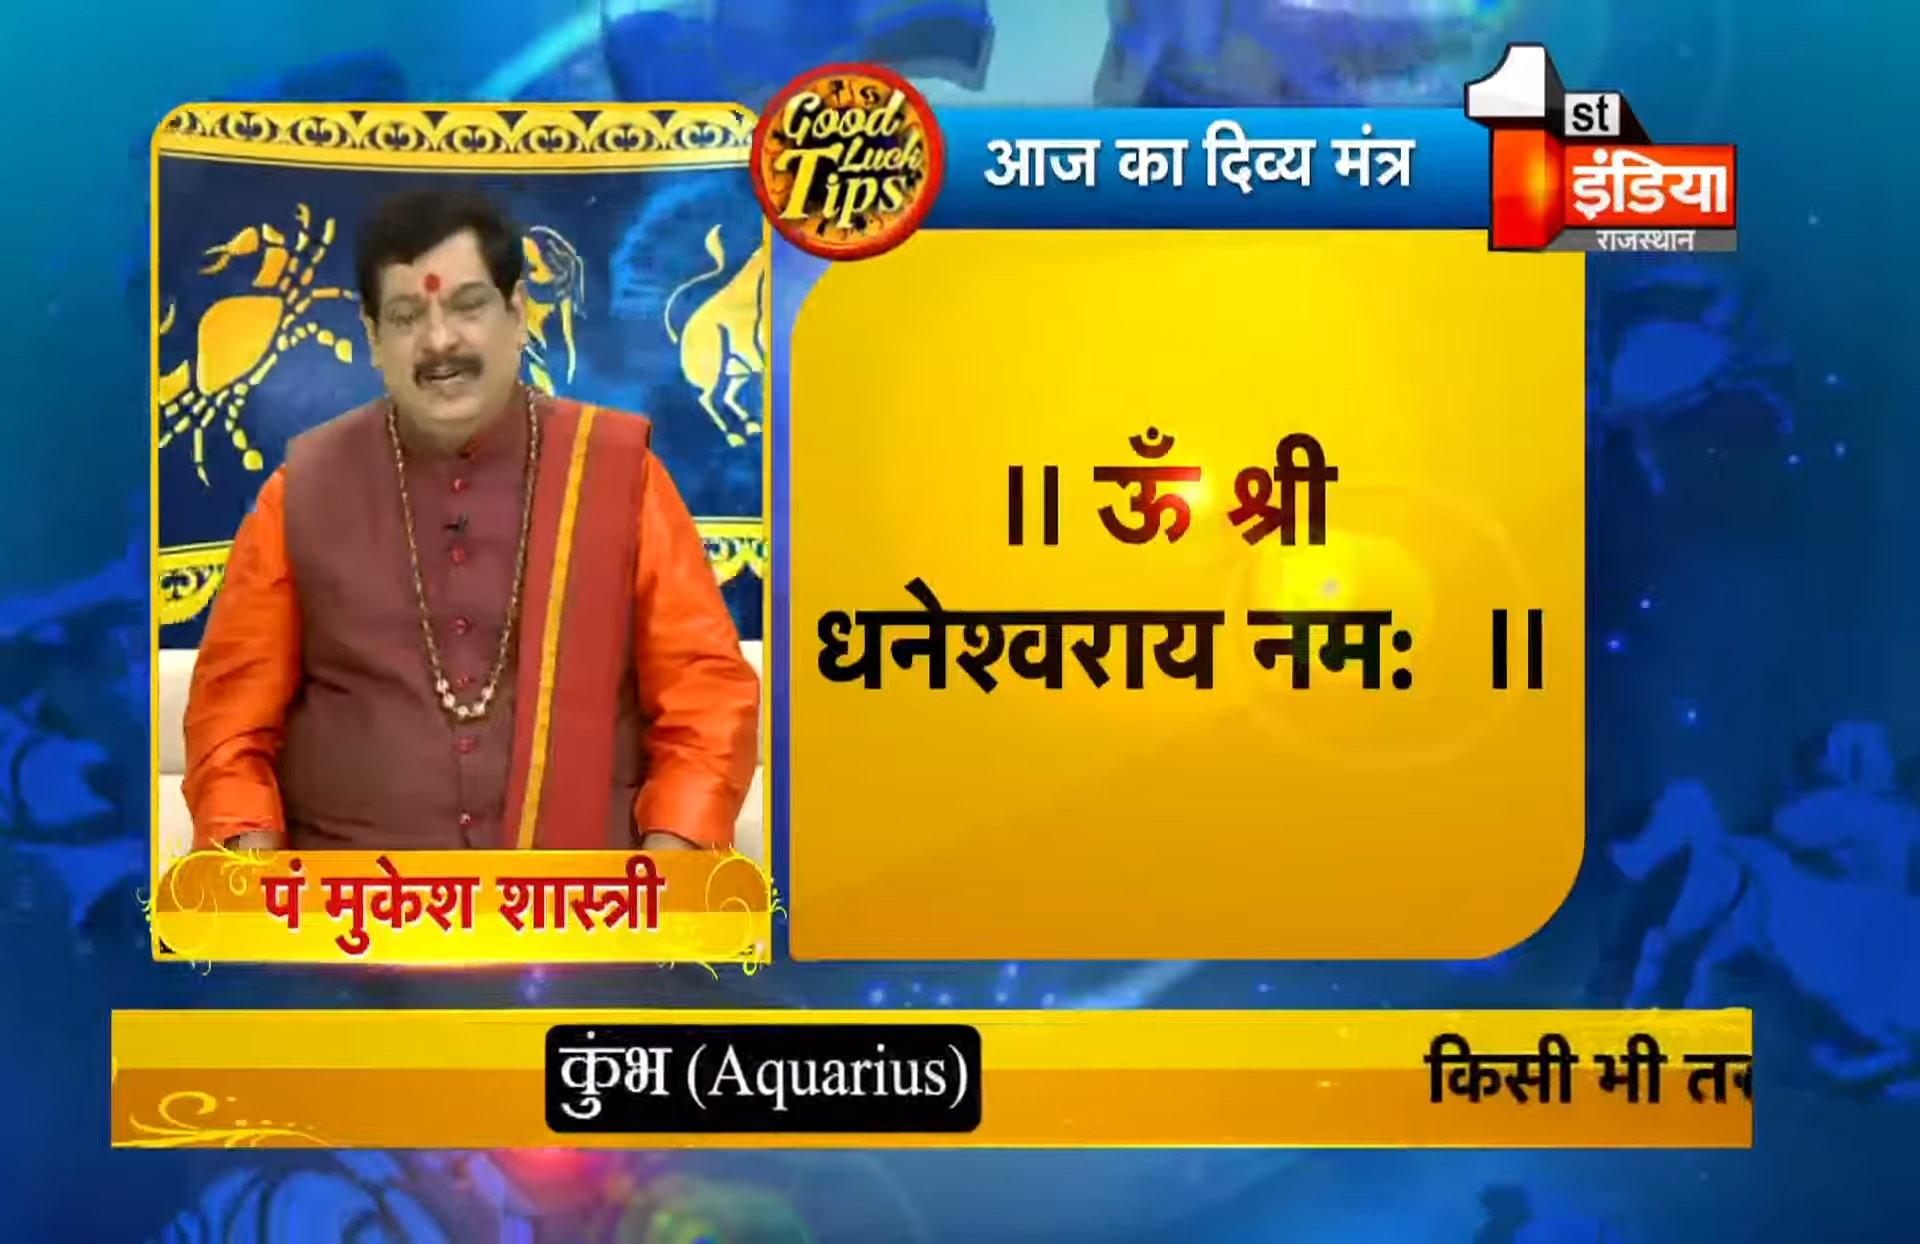 Good
Luck
Tips
आज का दिव्य मंत्र
1st
इंडिया
राजस्थान
॥ ऊँ श्री
धनेश्वराय नम: ॥
पं मुकेश शास्त्री
कुंभ (Aquarius)
किसी भी